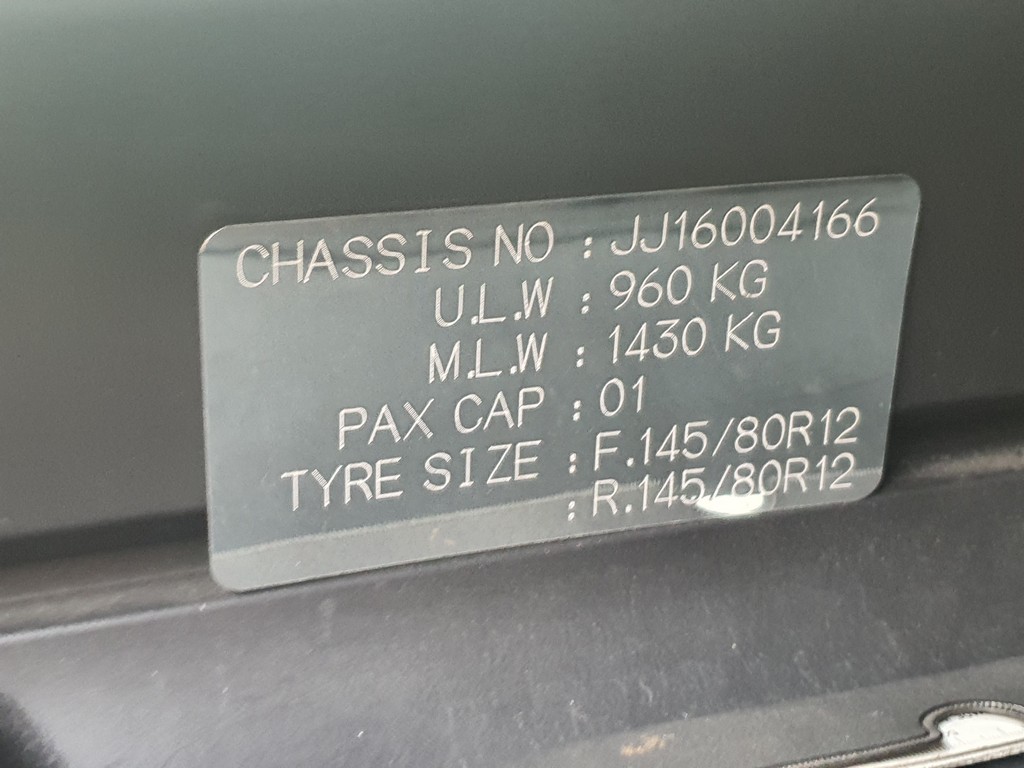 CHASSIS NO : JJ16004166
U.L.W : 960 KG
M.L.W : 1430 KG
PAX CAP : 01
TYRE SIZE : F.145/80R12
: R.145/80R12